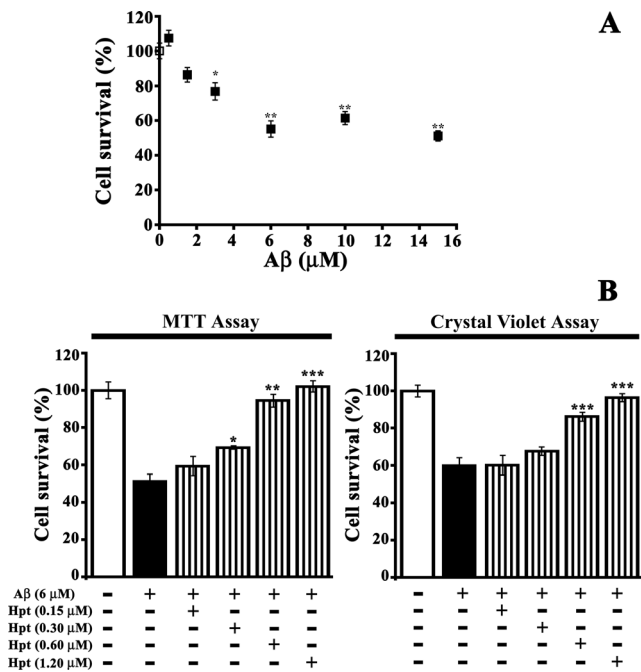 A
120
100
80
60
40
20
0
Cell survival (%)
*
**
**
**
0 2 4 6 8 10 12 14 16
Aβ (μM)
B
MTT Assay
Crystal Violet Assay
120
100
80
60
40
20
0
Cell survival (%)
*
**
***
120
100
80
60
40
20
0
Cell survival (%)
***
***
Aβ (6 μM) - + + + + + - + + + + +
Hpt (0.15 μM) - - + - - - - - + - - -
Hpt (0.30 μM) - - - + - - - - - + - -
Hpt (0.60 μM) - - - - + - - - - - + -
Hpt (1.20 μM) - - - - - + - - - - - +